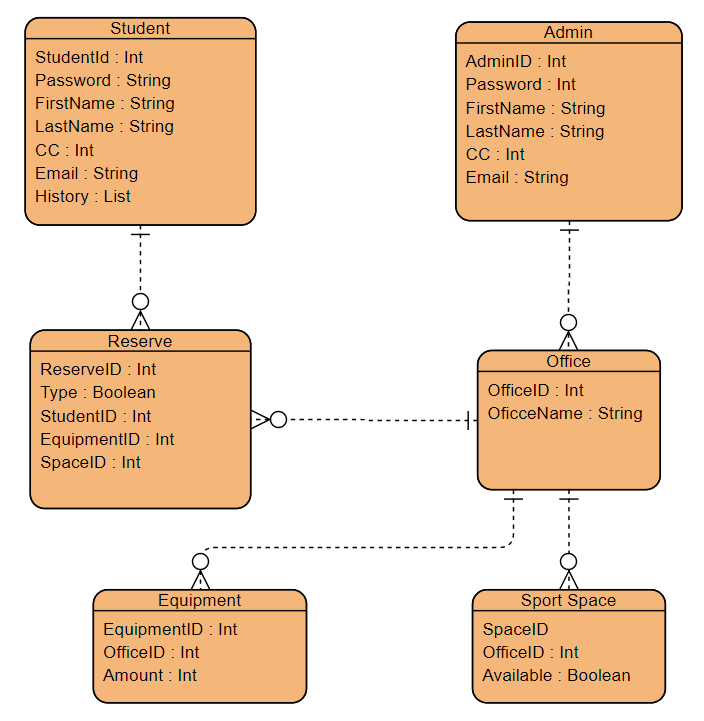 Student
StudentId : Int
Password : String
FirstName : String
LastName : String
CC : Int
Email : String
History : List
Admin
AdminID : Int
Password : Int
FirstName : String
LastName : String
CC : Int
Email : String
Reserve
ReserveID : Int
Type : Boolean
StudentID : Int
EquipmentID : Int
SpaceID : Int
Office
OfficeID : Int
OficceName : String
Equipment
EquipmentID : Int
OfficeID : Int
Amount : Int
Sport Space
SpaceID
OfficeID : Int
Available : Boolean